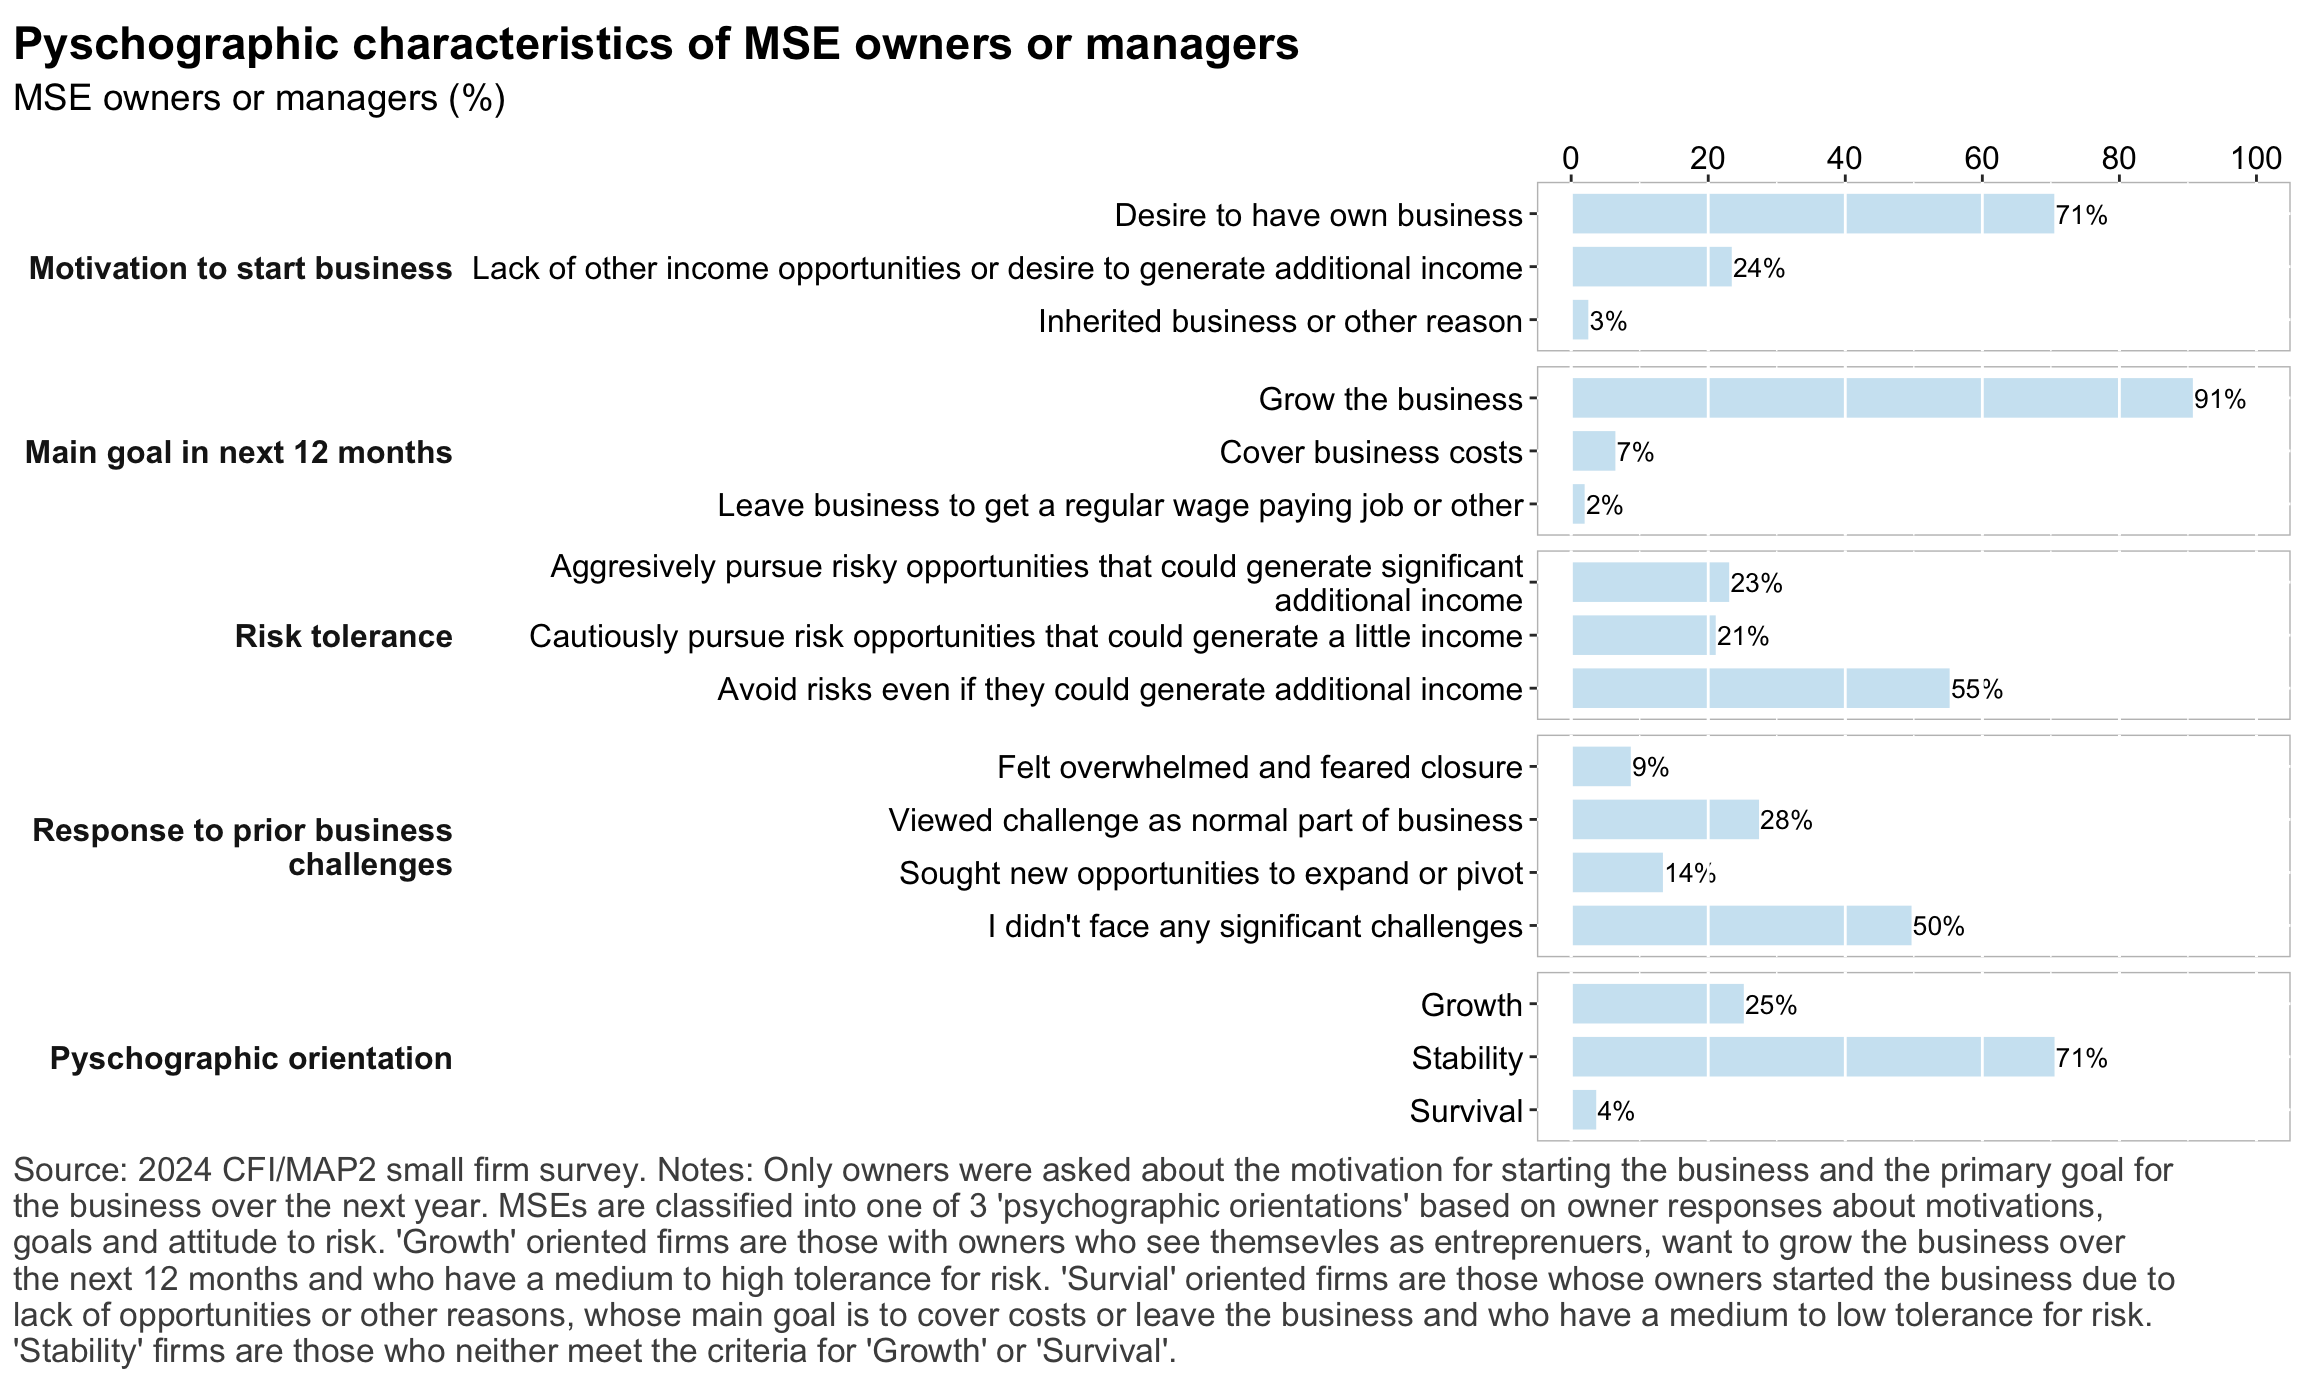 Pyschographic characteristics of MSE owners or managers
MSE owners or managers (%)
0 20 40 60 80 100
Motivation to start business
Desire to have own business 71%
Lack of other income opportunities or desire to generate additional income 24%
Inherited business or other reason 3%
Main goal in next 12 months
Grow the business 91%
Cover business costs 7%
Leave business to get a regular wage paying job or other 2%
Risk tolerance
Aggresively pursue risky opportunities that could generate significant
additional income 23%
Cautiously pursue risk opportunities that could generate a little income 21%
Avoid risks even if they could generate additional income 55%
Response to prior business
challenges
Felt overwhelmed and feared closure 9%
Viewed challenge as normal part of business 28%
Sought new opportunities to expand or pivot 14%
I didn't face any significant challenges 50%
Pyschographic orientation
Growth 25%
Stability 71%
Survival 4%
Source: 2024 CFI/MAP2 small firm survey. Notes: Only owners were asked about the motivation for starting the business and the primary goal for
the business over the next year. MSEs are classified into one of 3 'psychographic orientations' based on owner responses about motivations,
goals and attitude to risk. 'Growth' oriented firms are those with owners who see themsevles as entreprenuers, want to grow the business over
the next 12 months and who have a medium to high tolerance for risk. 'Survial' oriented firms are those whose owners started the business due to
lack of opportunities or other reasons, whose main goal is to cover costs or leave the business and who have a medium to low tolerance for risk.
'Stability' firms are those who neither meet the criteria for 'Growth' or 'Survival'.